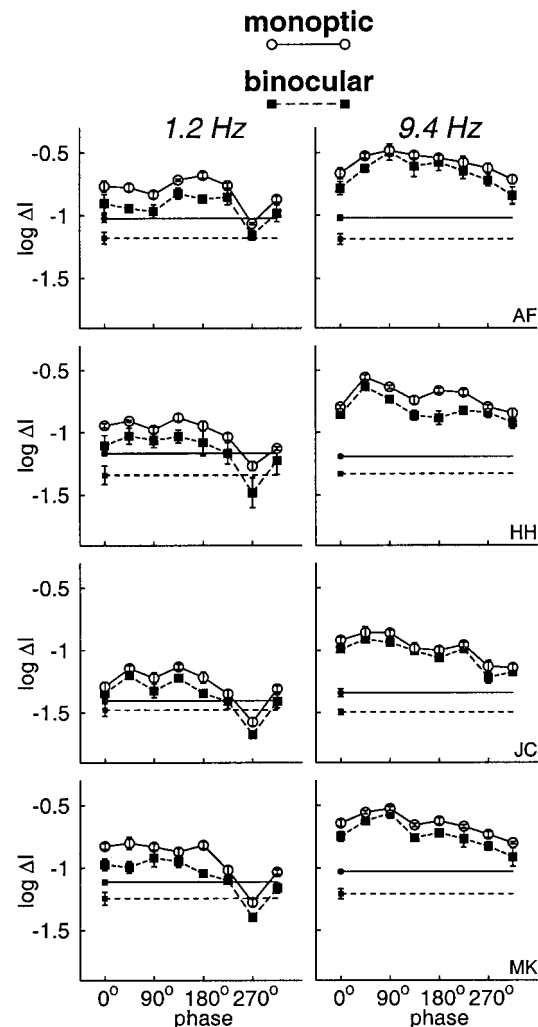 monoptic
binocular
1.2 Hz
9.4 Hz
log ΔI
-0.5
-1
-1.5
AF
log ΔI
-0.5
-1
-1.5
HH
log ΔI
-0.5
-1
-1.5
JC
log ΔI
-0.5
-1
-1.5
MK
0° 90° 180° 270°
phase
0° 90° 180° 270°
phase